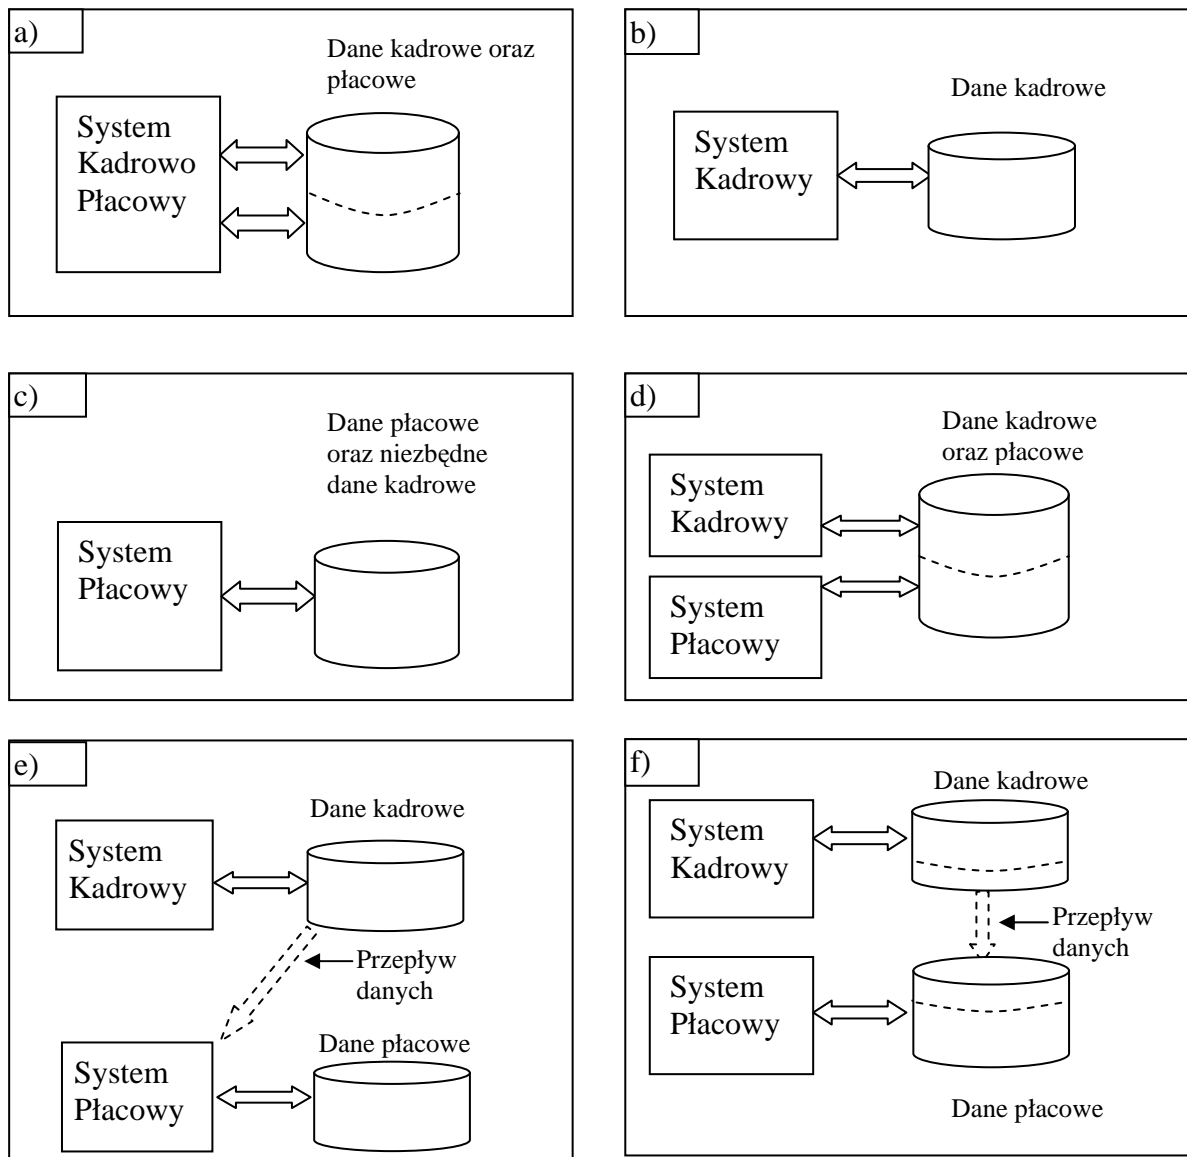 a)
Dane kadrowe oraz
płacowe
System
Kadrowo
Płacowy
b)
Dane kadrowe
System
Kadrowy
c)
Dane płacowe
oraz niezbędne
dane kadrowe
System
Płacowy
d)
Dane kadrowe
oraz płacowe
System
Kadrowy
System
Płacowy
e)
Dane kadrowe
System
Kadrowy
Przepływ
danych
Dane płacowe
System
Płacowy
f)
Dane kadrowe
System
Kadrowy
Przepływ
danych
System
Płacowy
Dane płacowe